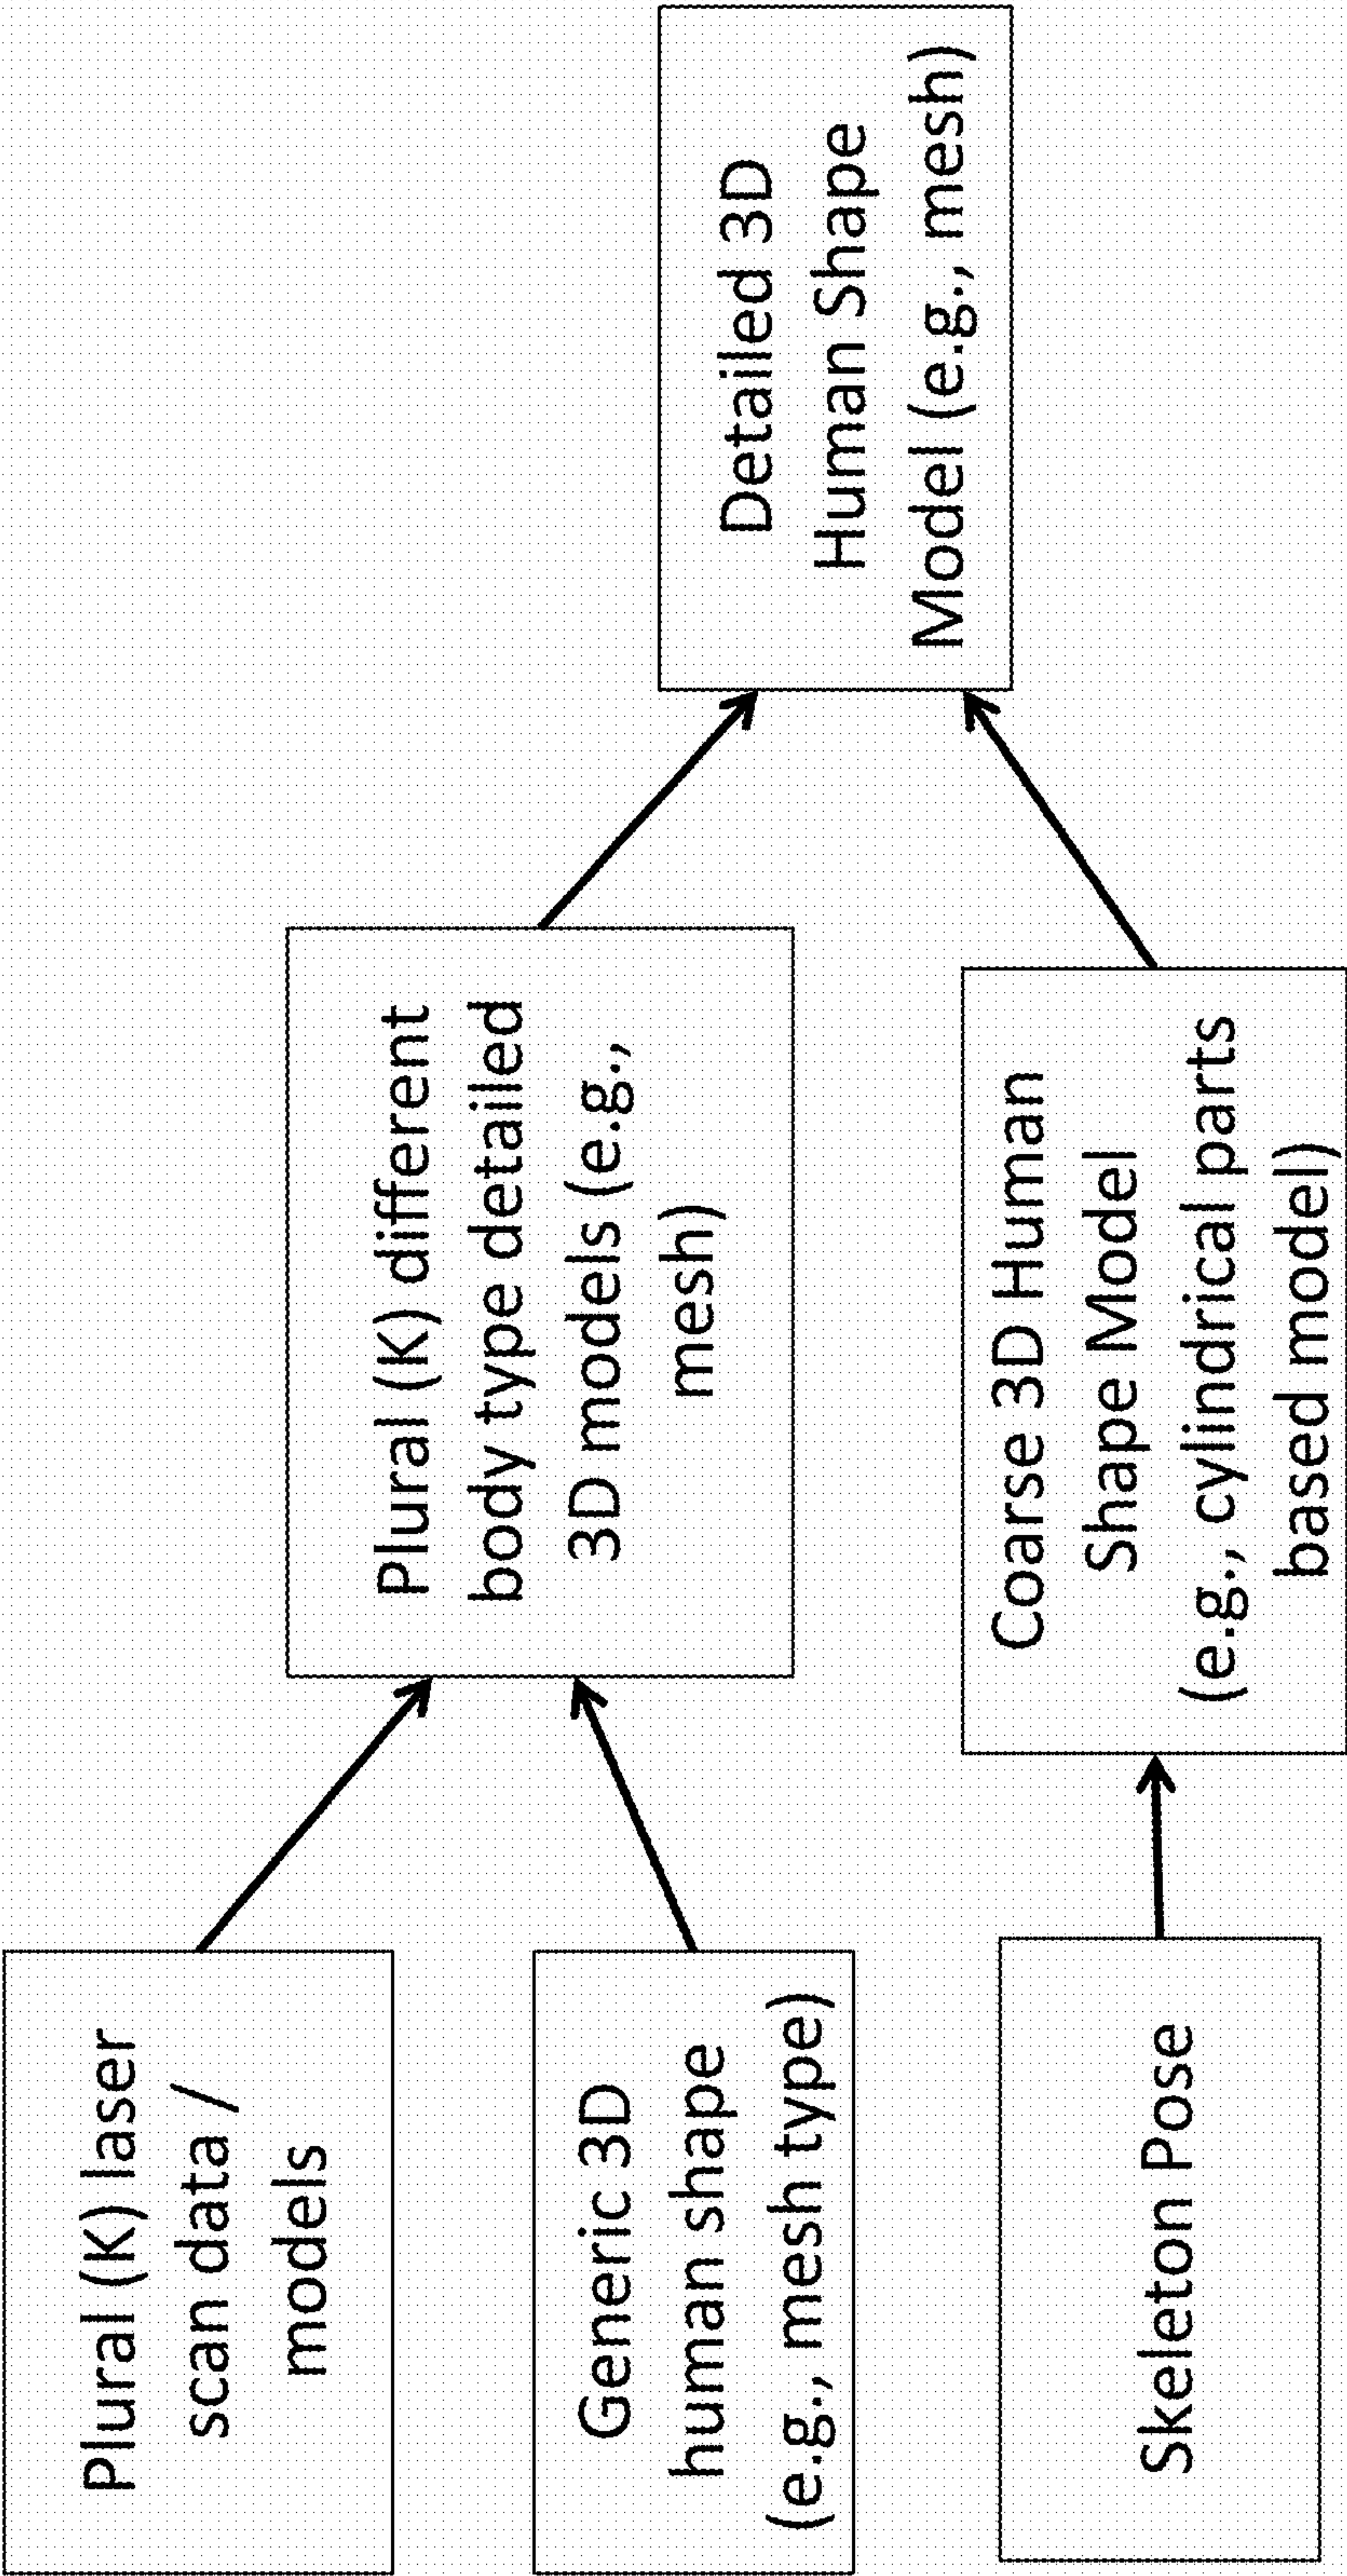 Plural (K) laser
scan data /
models
Generic 3D
human shape
(e.g., mesh type)
Skeleton Pose
Plural (K) different
body type detailed
3D models (e.g.,
mesh)
Coarse 3D Human
Shape Model
(e.g., cylindrical parts
based model)
Detailed 3D
Human Shape
Model (e.g., mesh)